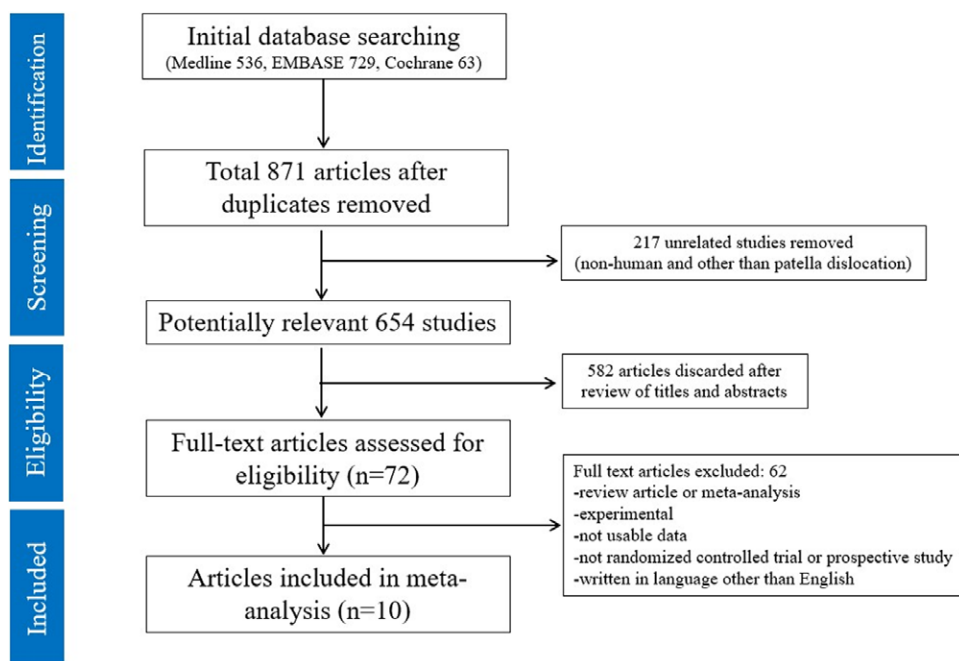 Identification
Initial database searching
(Medline 536, EMBASE 729, Cochrane 63)
Total 871 articles after
duplicates removed
Screening
217 unrelated studies removed
(non-human and other than patella dislocation)
Potentially relevant 654 studies
Eligibility
582 articles discarded after
review of titles and abstracts
Full-text articles assessed for
eligibility (n=72)
Full text articles excluded: 62
-review article or meta-analysis
-experimental
-not usable data
-not randomized controlled trial or prospective study
-written in language other than English
Included
Articles included in meta-
analysis (n=10)